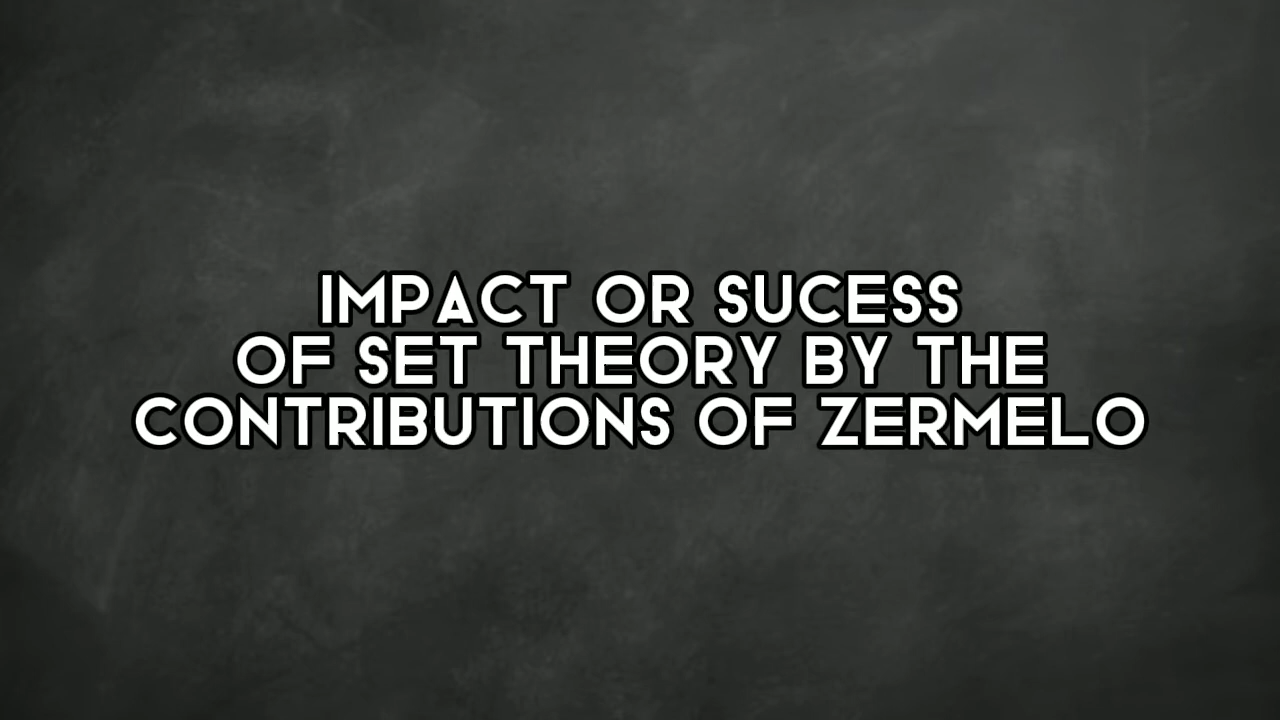 IMPACT OR SUCESS
OF SET THEORY BY THE
CONTRIBUTIONS OF ZERMELO